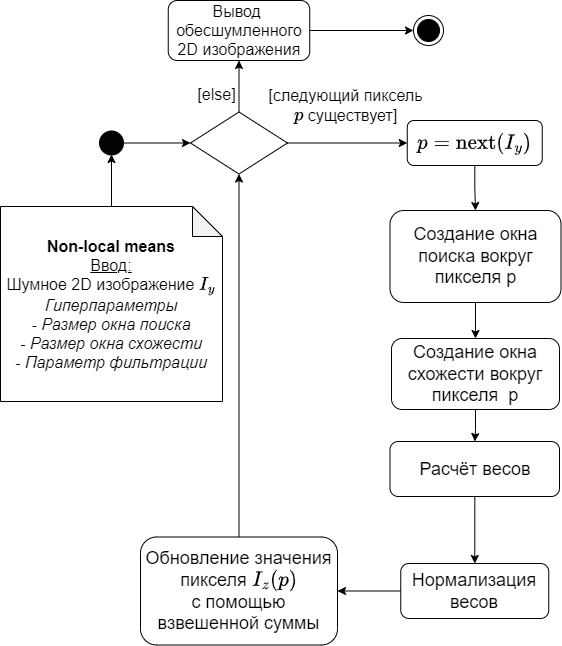 Вывод
обесшумленного
2D изображения
[else]
[следующий пиксель
p существует]
p = next(I_y)
Non-local means
Ввод:
Шумное 2D изображение I_y
Гиперпараметры
- Размер окна поиска
- Размер окна схожести
- Параметр фильтрации
Создание окна
поиска вокруг
пикселя p
Создание окна
схожести вокруг
пикселя p
Расчёт весов
Нормализация
весов
Обновление значения
пикселя I_z(p)
с помощью
взвешенной суммы